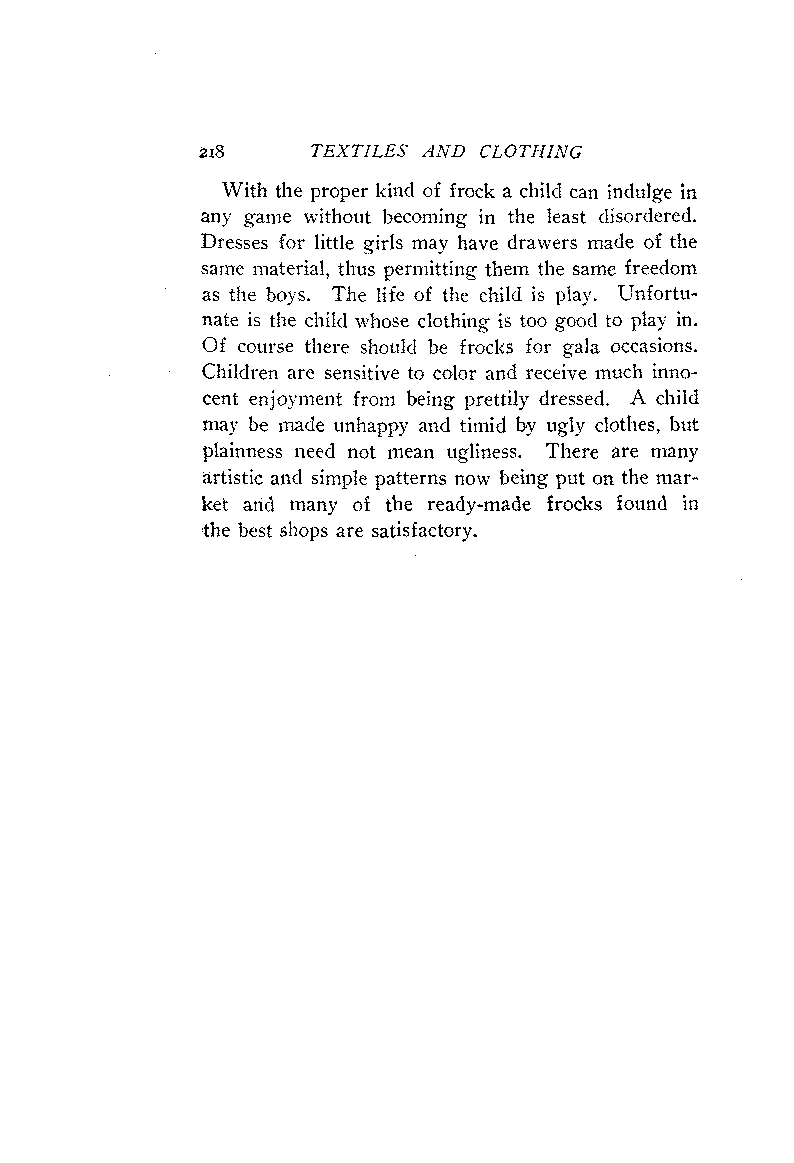 218 TEXTILES AND CLOTHING
With the proper kind of frock a child can indulge in
any game without becoming in the least disordered.
Dresses for little girls may have drawers made of the
same material, thus permitting them the same freedom
as the boys. The life of the child is play. Unfortu-
nate is the child whose clothing is too good to play in.
Of course there should be frocks for gala occasions.
Children are sensitive to color and receive much inno-
cent enjoyment from being prettily dressed. A child
may be made unhappy and timid by ugly clothes, but
plainness need not mean ugliness. There are many
artistic and simple patterns now being put on the mar-
ket and many of the ready-made frocks found in
the best shops are satisfactory.